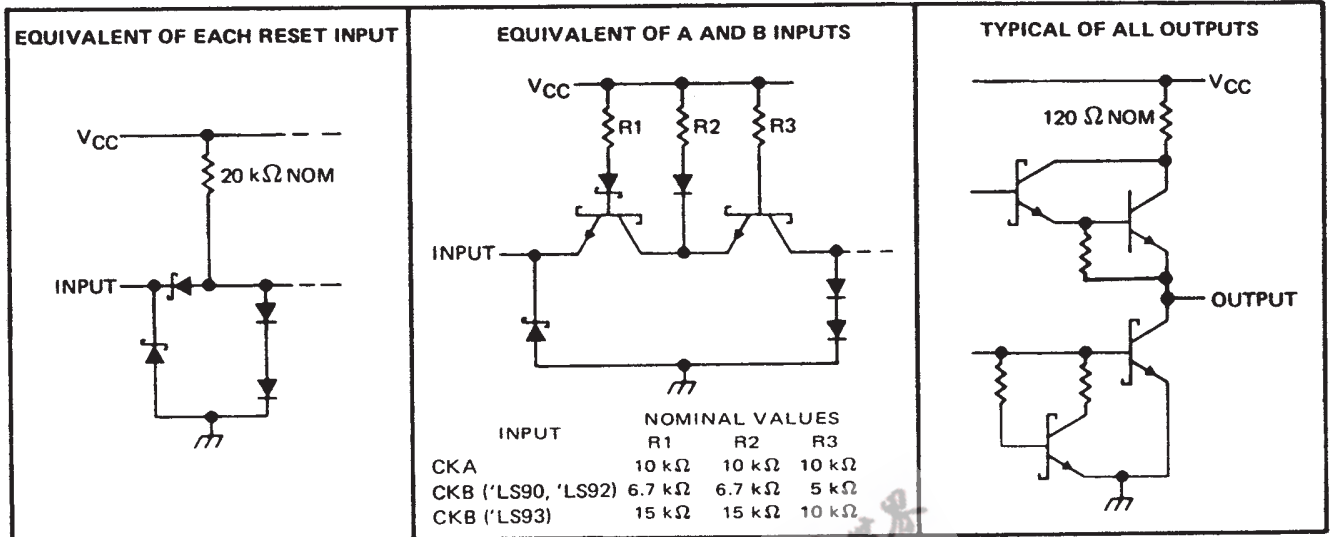 EQUIVALENT OF EACH RESET INPUT
VCC
20 kΩ NOM
INPUT
EQUIVALENT OF A AND B INPUTS
VCC
R1
R2
R3
INPUT
NOMINAL VALUES
INPUT R1 R2 R3
CKA 10 kΩ 10 kΩ 10 kΩ
CKB ('LS90, 'LS92) 6.7 kΩ 6.7 kΩ 5 kΩ
CKB ('LS93) 15 kΩ 15 kΩ 10 kΩ
TYPICAL OF ALL OUTPUTS
VCC
120 Ω NOM
OUTPUT